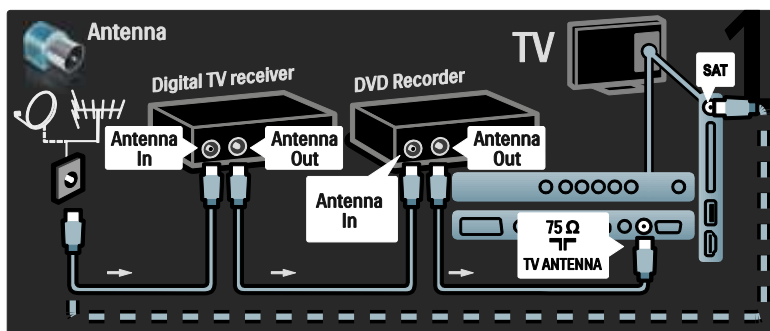 Antenna
TV
1
Digital TV receiver
DVD Recorder
SAT
Antenna
In
Antenna
Out
Antenna
Out
Antenna
In
75 Ω
TV ANTENNA